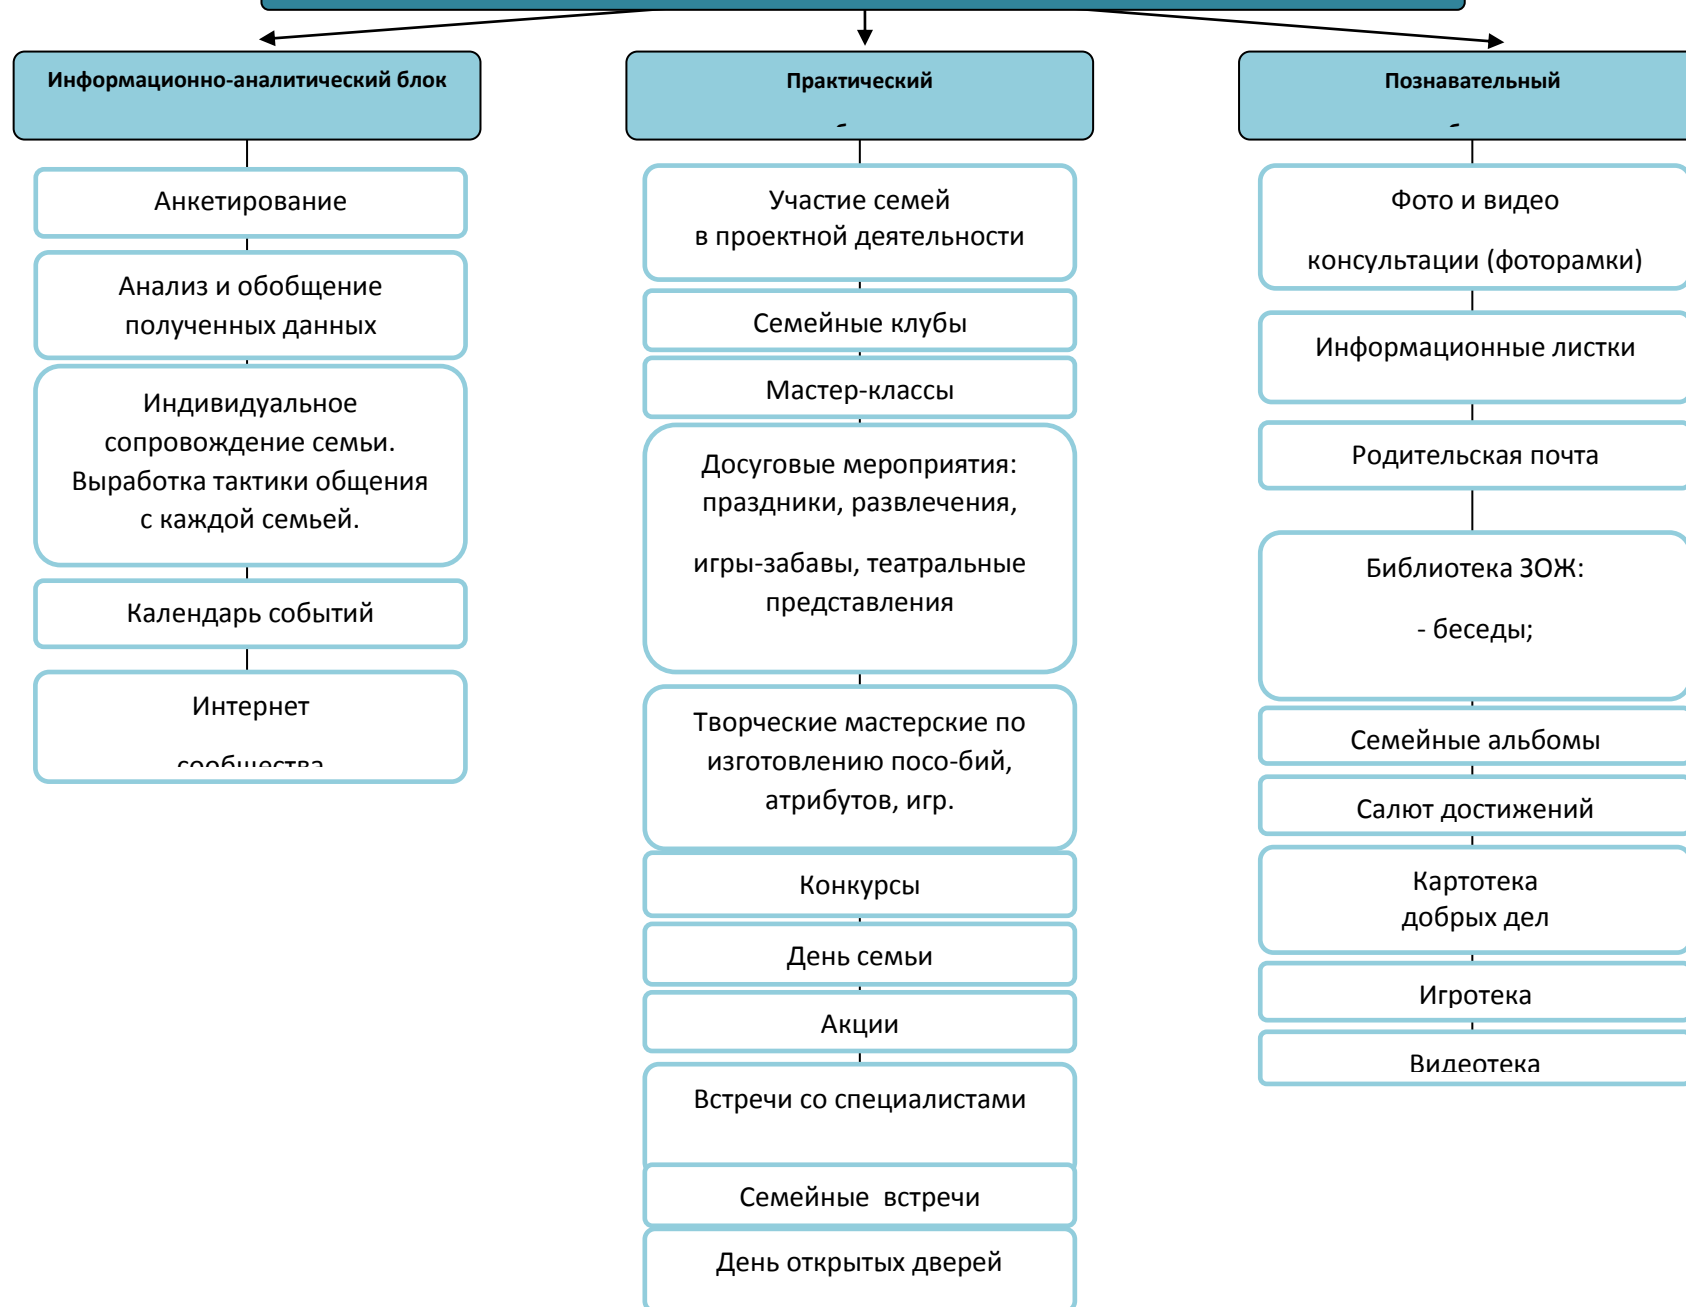 Информационно-аналитический блок
Анкетирование
Анализ и обобщение
полученных данных
Индивидуальное
сопровождение семьи.
Выработка тактики общения
с каждой семьей.
Календарь событий
Интернет
сообщества
Практический
Участие семей
в проектной деятельности
Семейные клубы
Мастер-классы
Досуговые мероприятия:
праздники, развлечения,
игры-забавы, театральные
представления
Творческие мастерские по
изготовлению посо-бий,
атрибутов, игр.
Конкурсы
День семьи
Акции
Встречи со специалистами
Семейные встречи
День открытых дверей
Познавательный
Фото и видео
консультации (фоторамки)
Информационные листки
Родительская почта
Библиотека ЗОЖ:
- беседы;
Семейные альбомы
Салют достижений
Картотека
добрых дел
Игротека
Видеотека